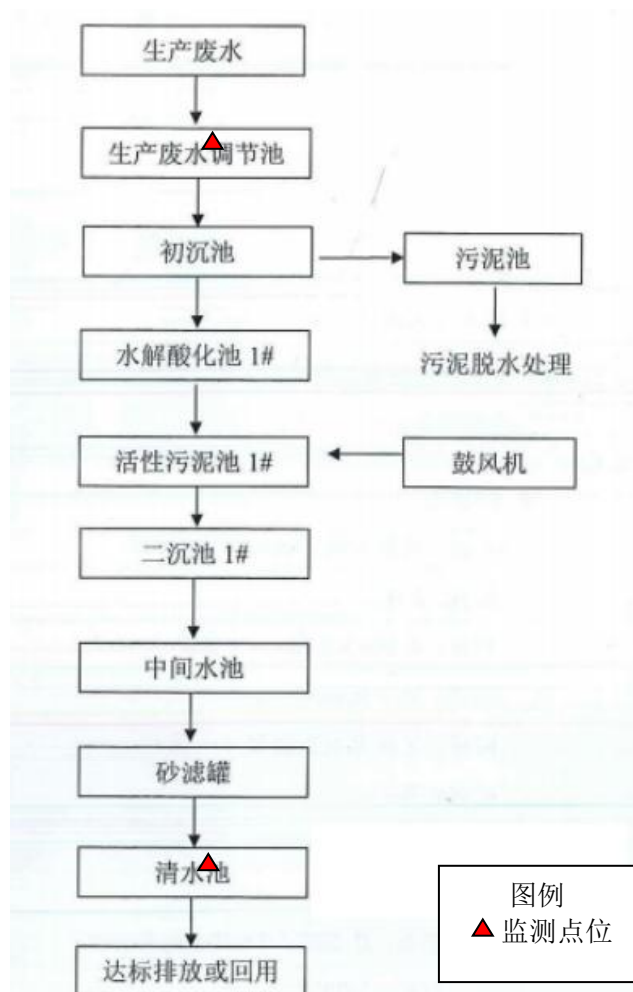 生产废水
生产废水调节池
初沉池
污泥池
水解酸化池 1#
污泥脱水处理
活性污泥池 1#
鼓风机
二沉池 1#
中间水池
砂滤罐
清水池
图例
监测点位
达标排放或回用